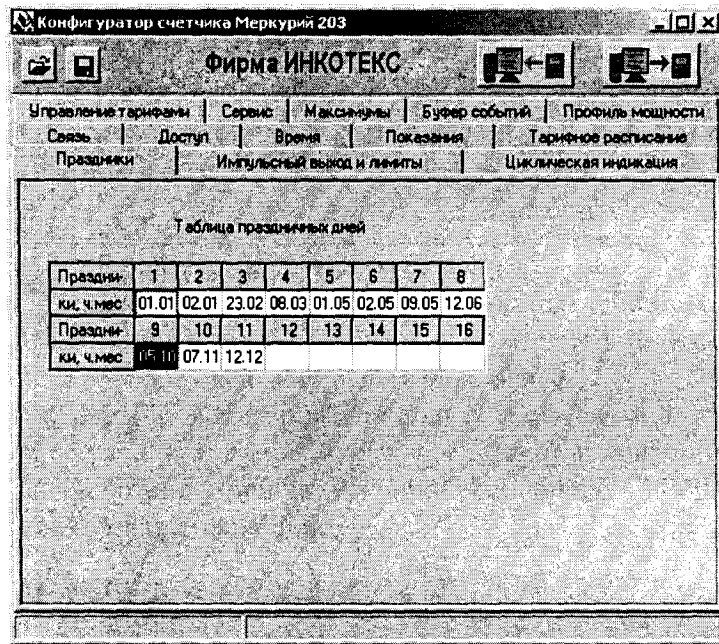 Конфигуратор счетчика Меркурий 203
Фирма ИНКОТЕКС
Управление тарифами Сервис Максимумы Буфер событий Профиль мощности
Связь Доступ Время Показания Тарифное расписание
Праздники Импульсный выход и лимиты Циклическая индикация
Таблица праздничных дней
Праздни- 1 2 3 4 5 6 7 8
ки, ч.мес 01.01 02.01 23.02 08.03 01.05 02.05 09.05 12.06
Праздни- 9 10 11 12 13 14 15 16
ки, ч.мес 07.11 12.12